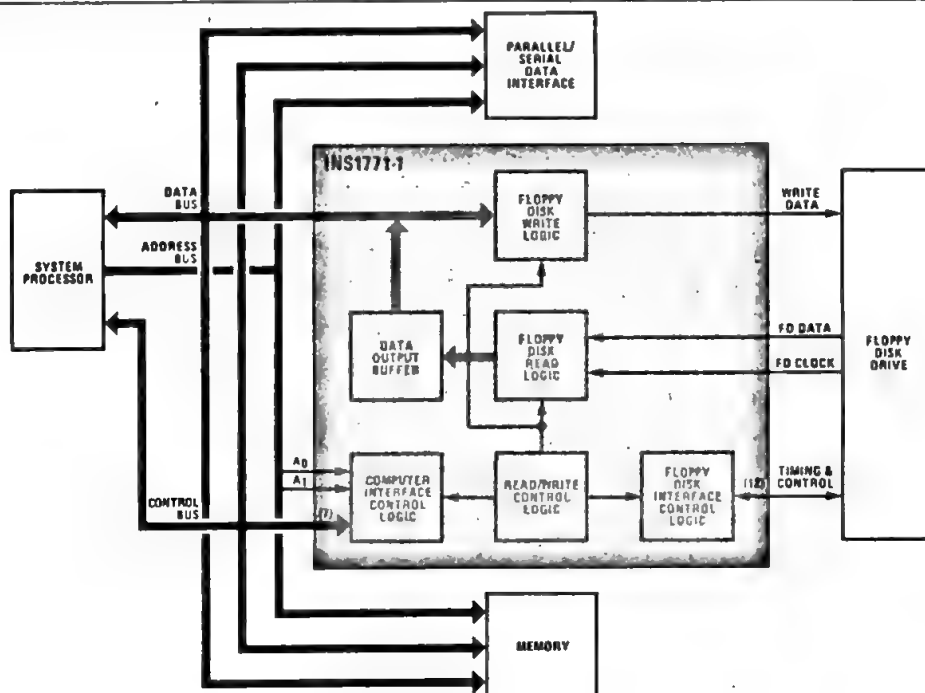 PARALLEL/
SERIAL
DATA
INTERFACE
INS1771-1
DATA
BUS
FLOPPY
DISK
WRITE
LOGIC
WRITE
DATA
ADDRESS
BUS
SYSTEM
PROCESSOR
DATA
OUTPUT
BUFFER
FLOPPY
DISK
READ
LOGIC
FD DATA
FD CLOCK
FLOPPY
DISK
DRIVE
A0
A1
COMPUTER
INTERFACE
CONTROL
LOGIC
READ/WRITE
CONTROL
LOGIC
FLOPPY
DISK
INTERFACE
CONTROL
LOGIC
(12)
TIMING &
CONTROL
CONTROL
BUS
(7)
MEMORY